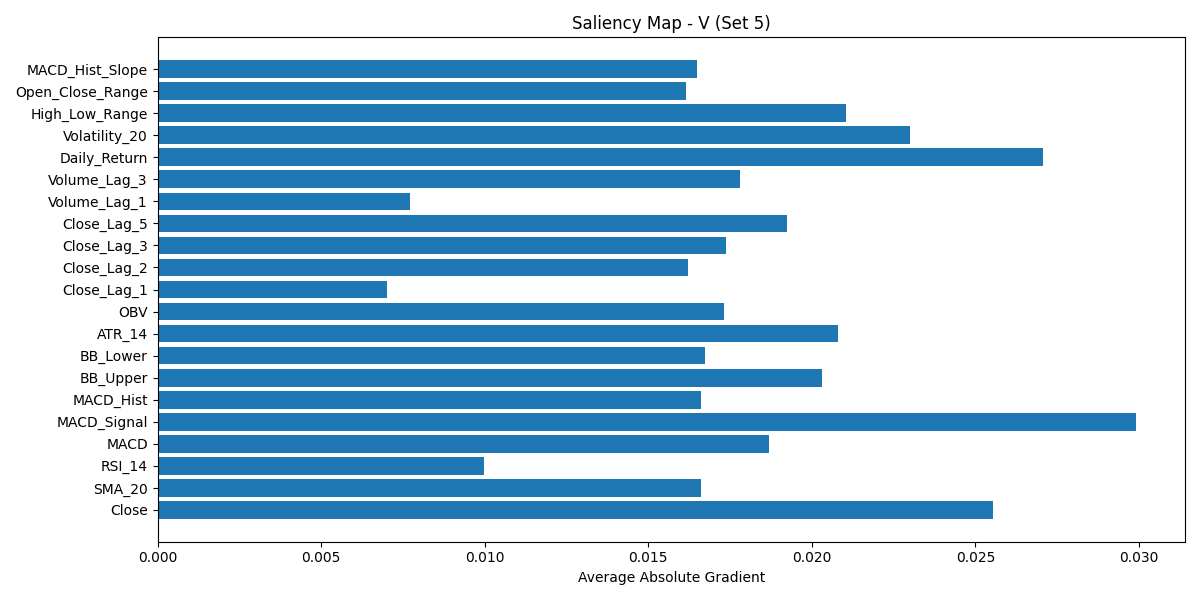 Saliency Map - V (Set 5)
MACD_Hist_Slope
Open_Close_Range
High_Low_Range
Volatility_20
Daily_Return
Volume_Lag_3
Volume_Lag_1
Close_Lag_5
Close_Lag_3
Close_Lag_2
Close_Lag_1
OBV
ATR_14
BB_Lower
BB_Upper
MACD_Hist
MACD_Signal
MACD
RSI_14
SMA_20
Close
0.000 0.005 0.010 0.015 0.020 0.025 0.030
Average Absolute Gradient